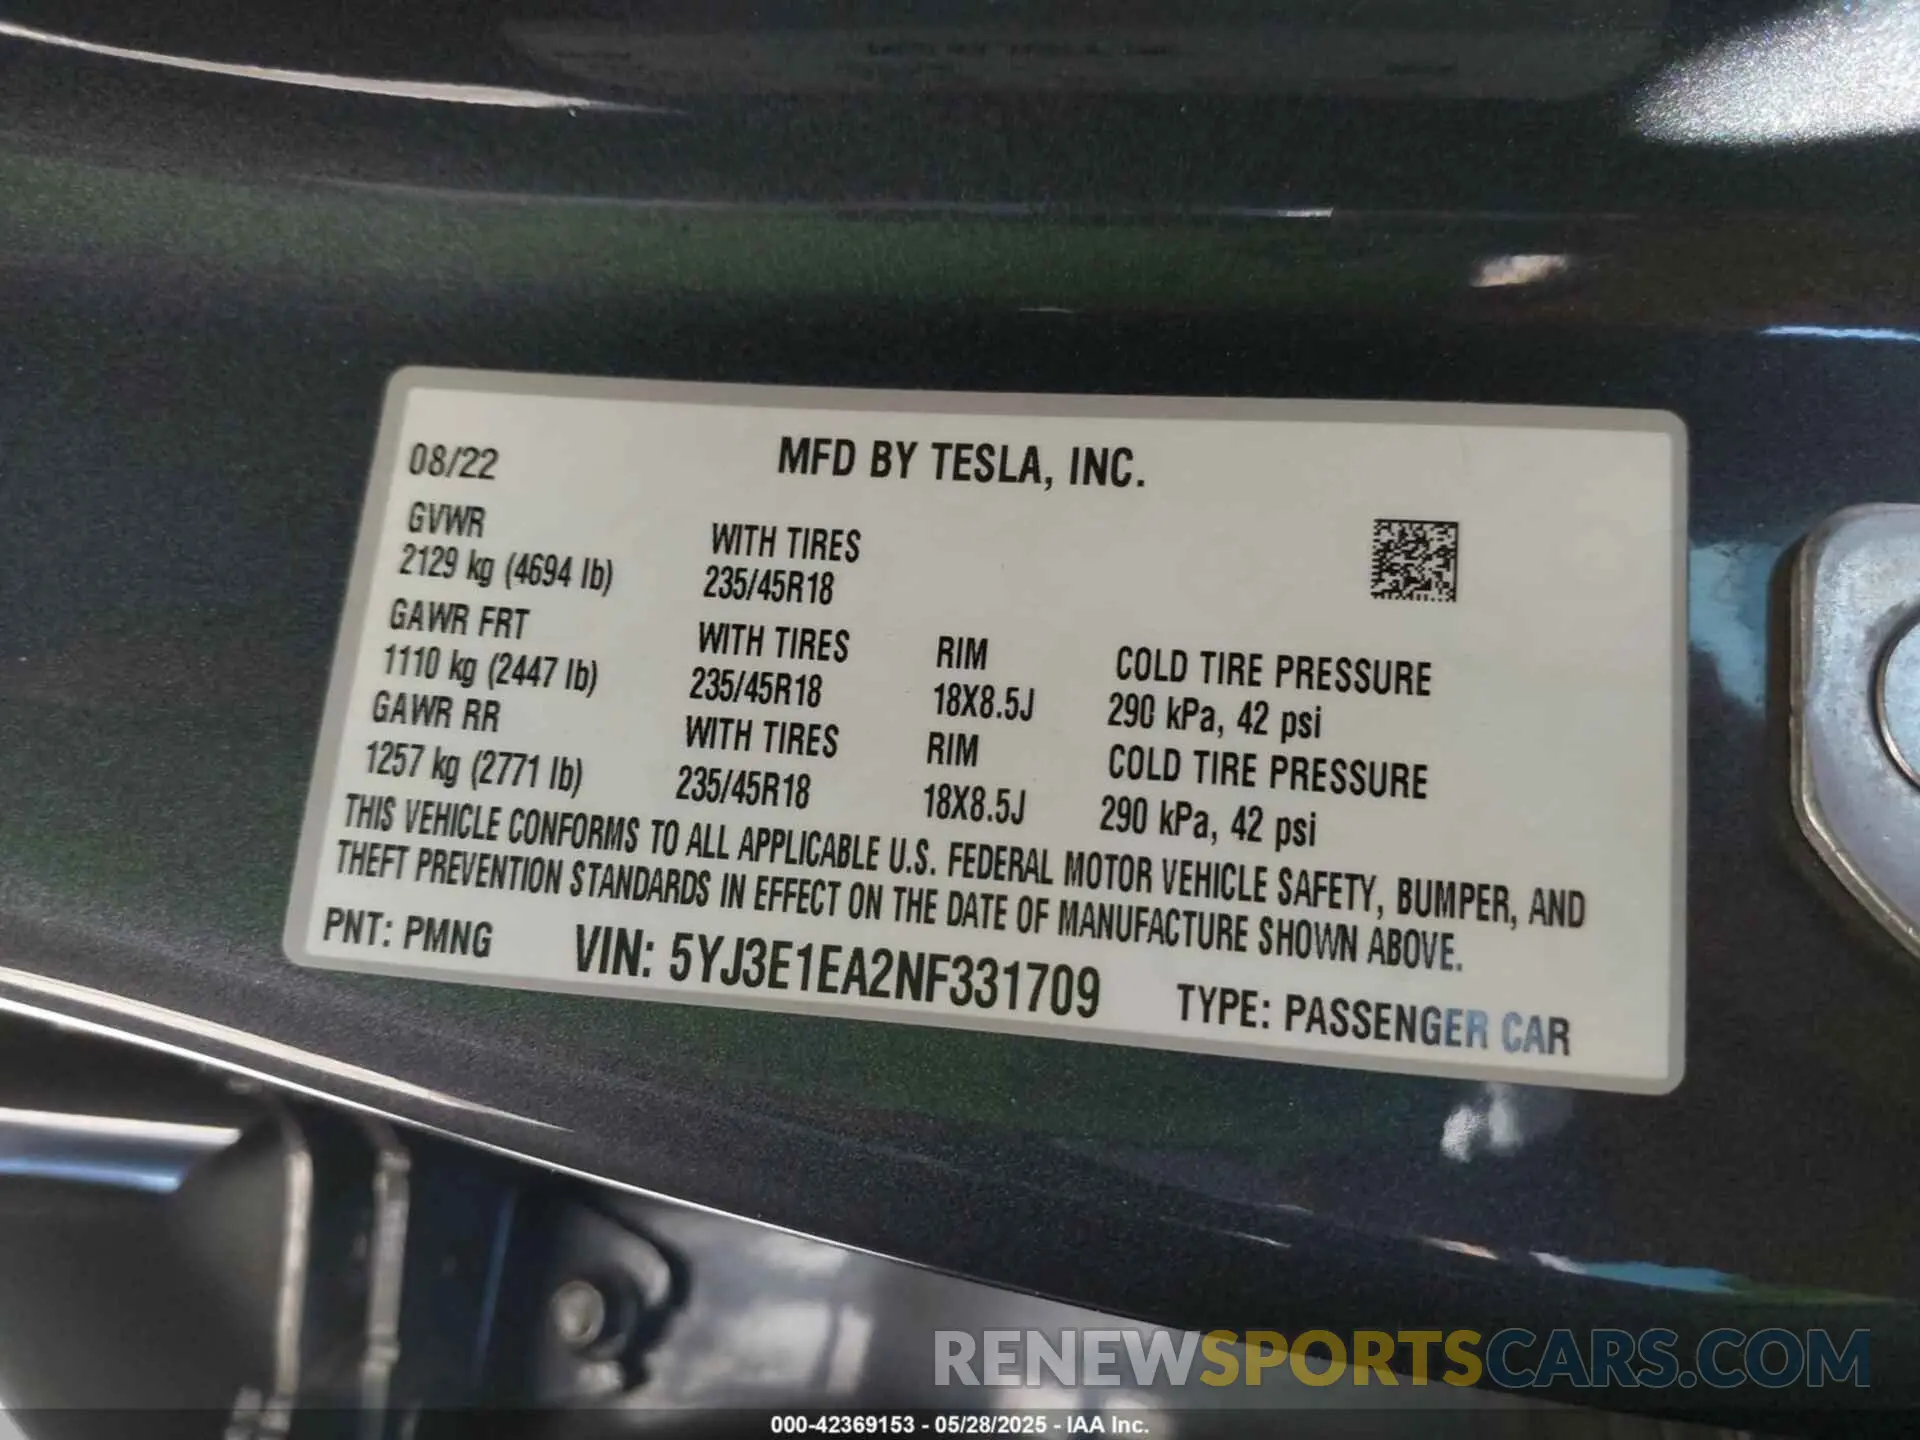 08/22 MFD BY TESLA, INC.
GVWR WITH TIRES
2129 kg (4694 lb) 235/45R18
GAWR FRT WITH TIRES RIM COLD TIRE PRESSURE
1110 kg (2447 lb) 235/45R18 18X8.5J 290 kPa, 42 psi
GAWR RR WITH TIRES RIM COLD TIRE PRESSURE
1257 kg (2771 lb) 235/45R18 18X8.5J 290 kPa, 42 psi
THIS VEHICLE CONFORMS TO ALL APPLICABLE U.S. FEDERAL MOTOR VEHICLE SAFETY, BUMPER, AND
THEFT PREVENTION STANDARDS IN EFFECT ON THE DATE OF MANUFACTURE SHOWN ABOVE.
PNT: PMNG VIN: 5YJ3E1EA2NF331709 TYPE: PASSENGER CAR
RENEWSPORTSCARS.COM
000-42369153 - 05/28/2025 - IAA Inc.